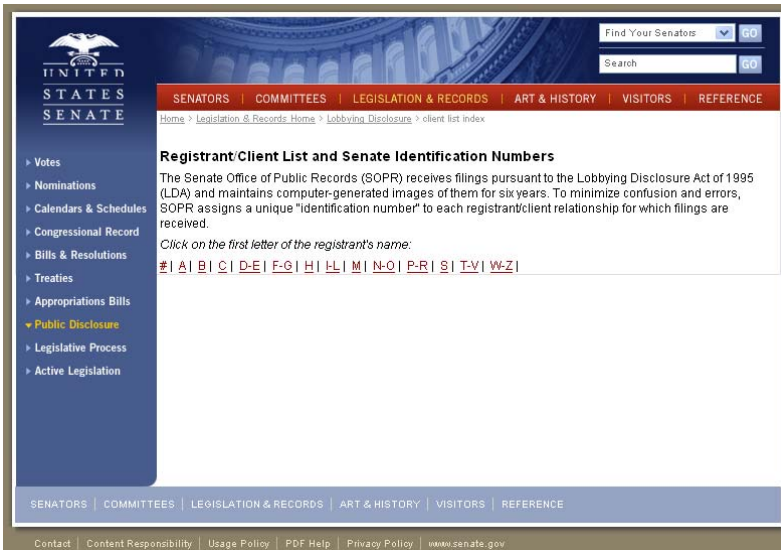 UNITED
STATES
SENATE
Find Your Senators GO
Search GO
SENATORS | COMMITTEES | LEGISLATION & RECORDS | ART & HISTORY | VISITORS | REFERENCE
Home > Legislation & Records Home > Lobbying Disclosure > client list index
Votes
Nominations
Calendars & Schedules
Congressional Record
Bills & Resolutions
Treaties
Appropriations Bills
Public Disclosure
Legislative Process
Active Legislation
Registrant/Client List and Senate Identification Numbers
The Senate Office of Public Records (SOPR) receives filings pursuant to the Lobbying Disclosure Act of 1995
(LDA) and maintains computer-generated images of them for six years. To minimize confusion and errors,
SOPR assigns a unique "identification number" to each registrant/client relationship for which filings are
received.
Click on the first letter of the registrant's name:
# | A | B | C | D-E | F-G | H | I-L | M | N-O | P-R | S | T-V | W-Z |
SENATORS | COMMITTEES | LEGISLATION & RECORDS | ART & HISTORY | VISITORS | REFERENCE
Contact | Content Responsibility | Usage Policy | PDF Help | Privacy Policy | www.senate.gov